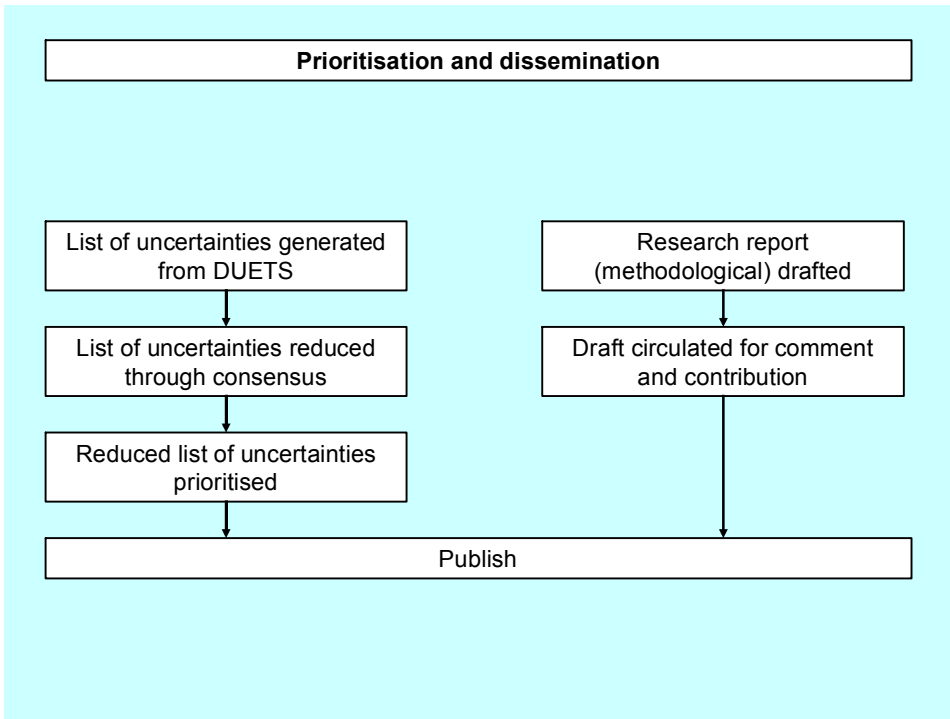 Prioritisation and dissemination
List of uncertainties generated
from DUETS
List of uncertainties reduced
through consensus
Reduced list of uncertainties
prioritised
Research report
(methodological) drafted
Draft circulated for comment
and contribution
Publish